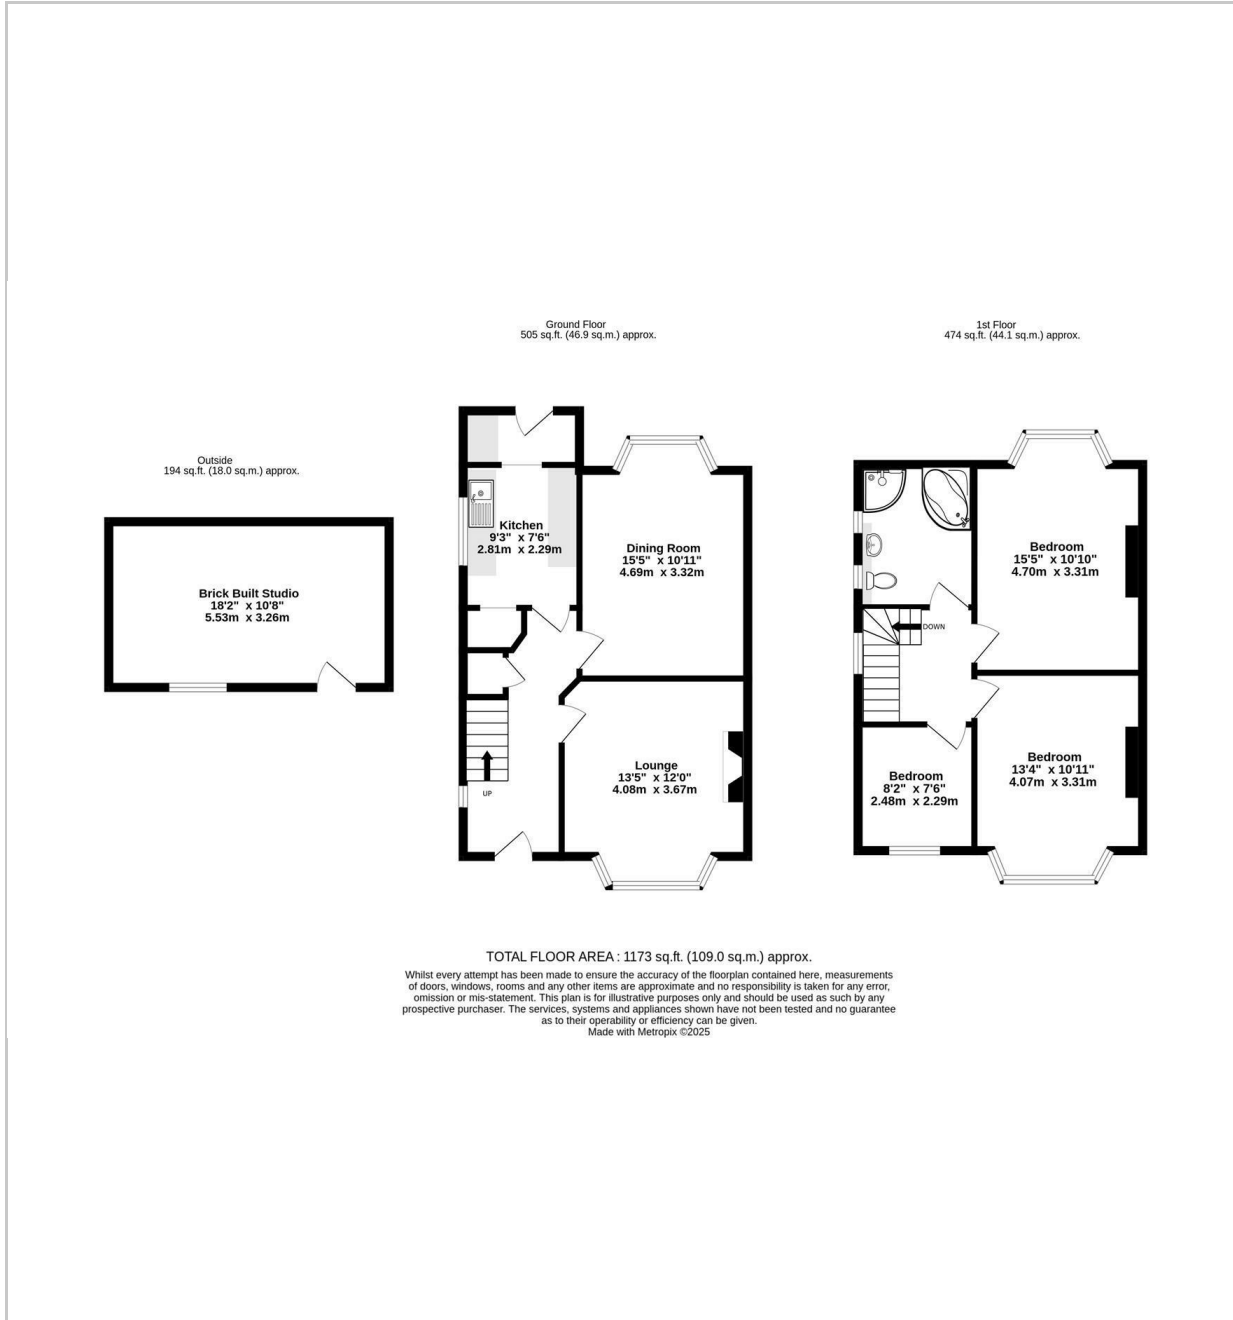 Ground Floor
505 sq.ft. (46.9 sq.m.) approx.
1st Floor
474 sq.ft. (44.1 sq.m.) approx.
Outside
194 sq.ft. (18.0 sq.m.) approx.
Brick Built Studio
18'2" x 10'8"
5.53m x 3.26m
Kitchen
9'3" x 7'6"
2.81m x 2.29m
Dining Room
15'5" x 10'11"
4.69m x 3.32m
Lounge
13'5" x 12'0"
4.08m x 3.67m
UP
Bedroom
15'5" x 10'10"
4.70m x 3.31m
DOWN
Bedroom
13'4" x 10'11"
4.07m x 3.31m
Bedroom
8'2" x 7'6"
2.48m x 2.29m
TOTAL FLOOR AREA : 1173 sq.ft. (109.0 sq.m.) approx.
Whilst every attempt has been made to ensure the accuracy of the floorplan contained here, measurements
of doors, windows, rooms and any other items are approximate and no responsibility is taken for any error,
omission or mis-statement. This plan is for illustrative purposes only and should be used as such by any
prospective purchaser. The services, systems and appliances shown have not been tested and no guarantee
as to their operability or efficiency can be given.
Made with Metropix ©2025